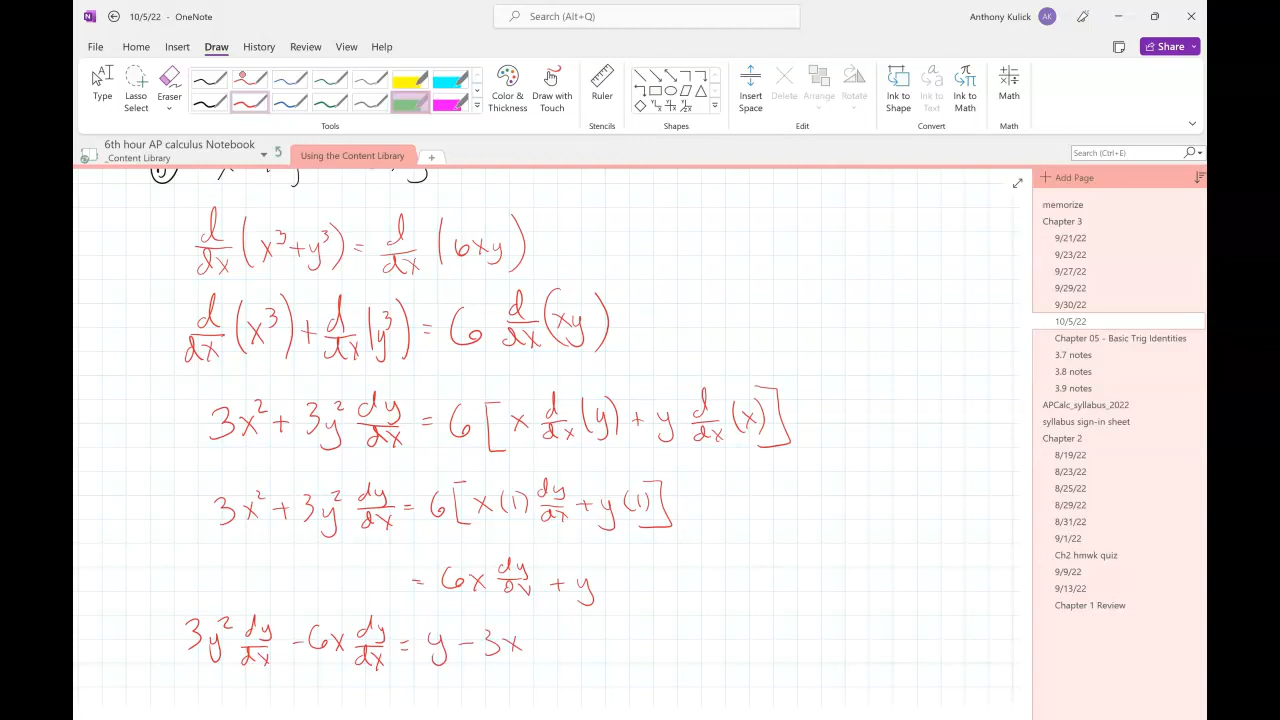 10/5/22 — OneNote
Search (Alt+Q)
Anthony Kulick AK
File Home Insert Draw History Review View Help
Share
Type
Lasso Select
Eraser
Color & Thickness
Draw with Touch
Ruler
Insert Space
Delete
Arrange
Rotate
Ink to Shape
Ink to Text
Ink to Math
Math
Tools Stencils Shapes Edit Convert Math
6th hour AP calculus Notebook
_Content Library
Using the Content Library
Search (Ctrl+E)
d/dx (x³+y³) = d/dx (6xy)
d/dx (x³) + d/dx (y³) = 6 d/dx (xy)
3x² + 3y² dy/dx = 6 [x d/dx (y) + y d/dx (x)]
3x² + 3y² dy/dx = 6 [x(1) dy/dx + y(1)]
= 6x dy/dx + y
3y² dy/dx - 6x dy/dx = y - 3x
Add Page
memorize
Chapter 3
9/21/22
9/23/22
9/27/22
9/29/22
9/30/22
10/5/22
Chapter 05 - Basic Trig Identities
3.7 notes
3.8 notes
3.9 notes
APCalc_syllabus_2022
syllabus sign-in sheet
Chapter 2
8/19/22
8/23/22
8/25/22
8/29/22
8/31/22
9/1/22
Ch2 hmwk quiz
9/9/22
9/13/22
Chapter 1 Review